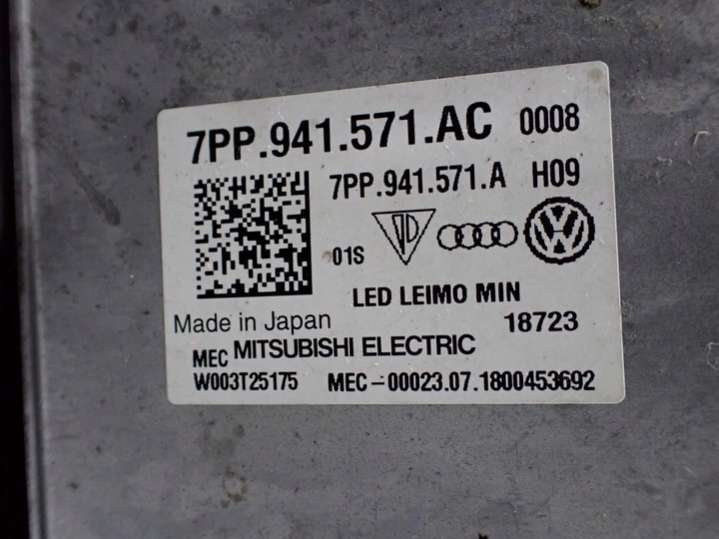 7PP.941.571.AC 0008
7PP.941.571.A H09
01S
LED LEIMO MIN
Made in Japan 18723
MEC MITSUBISHI ELECTRIC
W003T25175 MEC-00023.07.1800453692